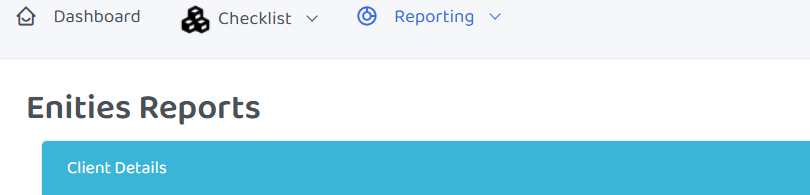 Dashboard Checklist Reporting
Enities Reports
Client Details